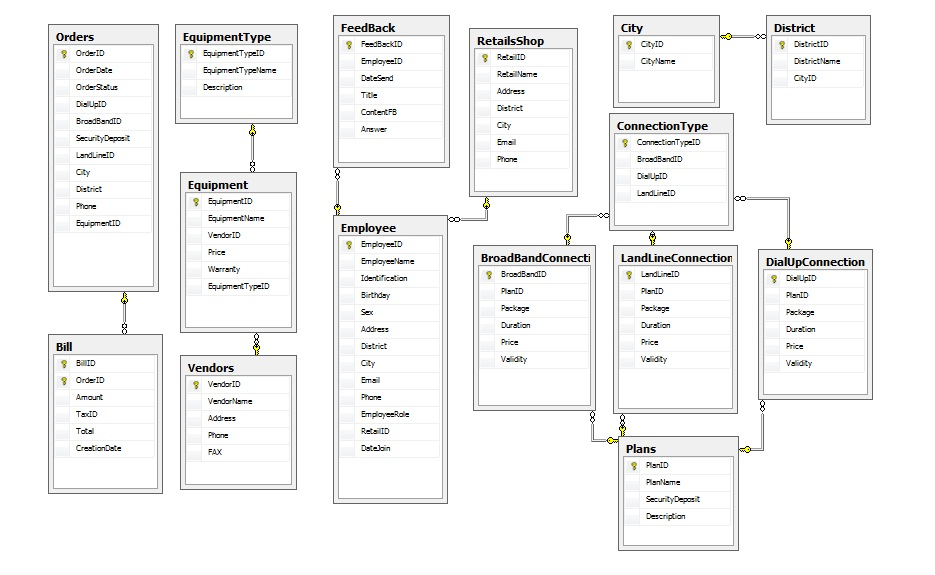 Orders
OrderID
OrderDate
OrderStatus
DialUpID
BroadBandID
SecurityDeposit
LandLineID
City
District
Phone
EquipmentID
Bill
BillID
OrderID
Amount
TaxID
Total
CreationDate
EquipmentType
EquipmentTypeID
EquipmentTypeName
Description
Equipment
EquipmentID
EquipmentName
VendorID
Price
Warranty
EquipmentTypeID
Vendors
VendorID
VendorName
Address
Phone
FAX
FeedBack
FeedBackID
EmployeeID
DateSend
Title
ContentFB
Answer
Employee
EmployeeID
EmployeeName
Identification
Birthday
Sex
Address
District
City
Email
Phone
EmployeeRole
RetailID
DateJoin
RetailsShop
RetailID
RetailName
Address
District
City
Email
Phone
City
CityID
CityName
District
DistrictID
DistrictName
CityID
ConnectionType
ConnectionTypeID
BroadBandID
DialUpID
LandLineID
BroadBandConnecti
BroadBandID
PlanID
Package
Duration
Price
Validity
LandLineConnection
LandLineID
PlanID
Package
Duration
Price
Validity
DialUpConnection
DialUpID
PlanID
Package
Duration
Price
Validity
Plans
PlanID
PlanName
SecurityDeposit
Description